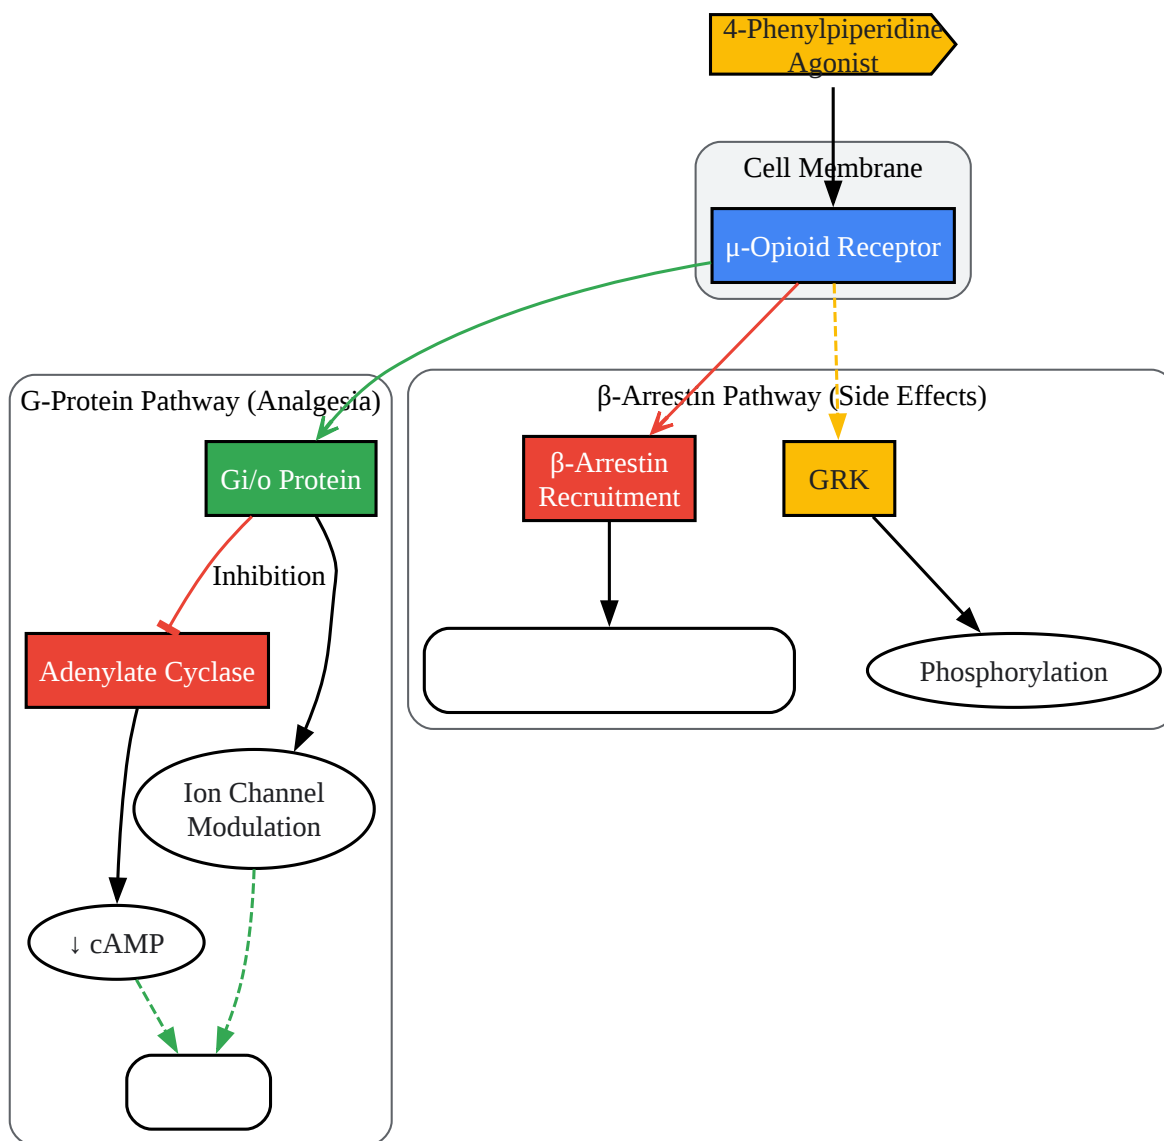 4-Phenylpiperidine
Agonist
Cell Membrane
μ-Opioid Receptor
G-Protein Pathway (Analgesia)
β-Arrestin Pathway (Side Effects)
Gi/o Protein
β-Arrestin
Recruitment
GRK
Inhibition
Adenylate Cyclase
Phosphorylation
Ion Channel
Modulation
↓ cAMP